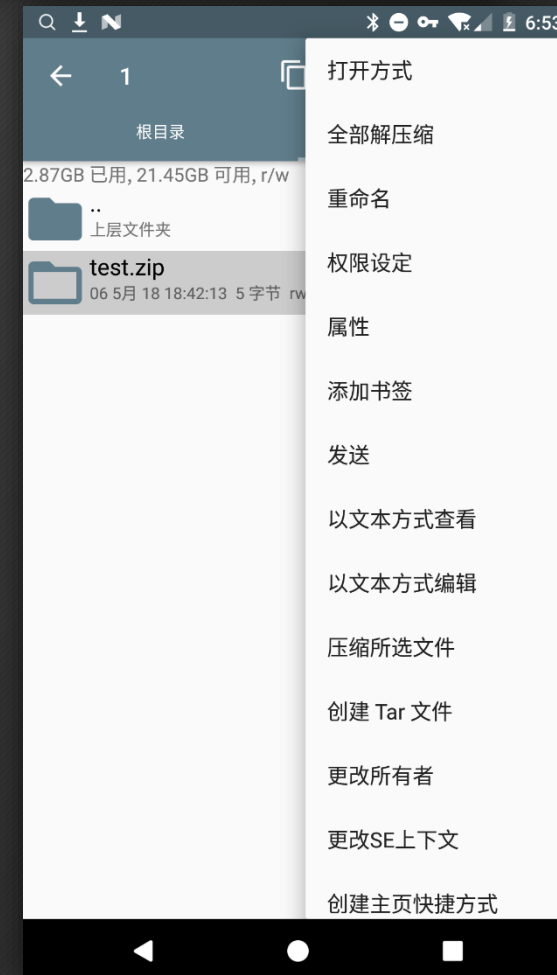 6:53
1
根目录
2.87GB 已用, 21.45GB 可用, r/w
..
上层文件夹
test.zip
06 5月 18 18:42:13 5 字节 rw
打开方式
全部解压缩
重命名
权限设定
属性
添加书签
发送
以文本方式查看
以文本方式编辑
压缩所选文件
创建 Tar 文件
更改所有者
更改SE上下文
创建主页快捷方式